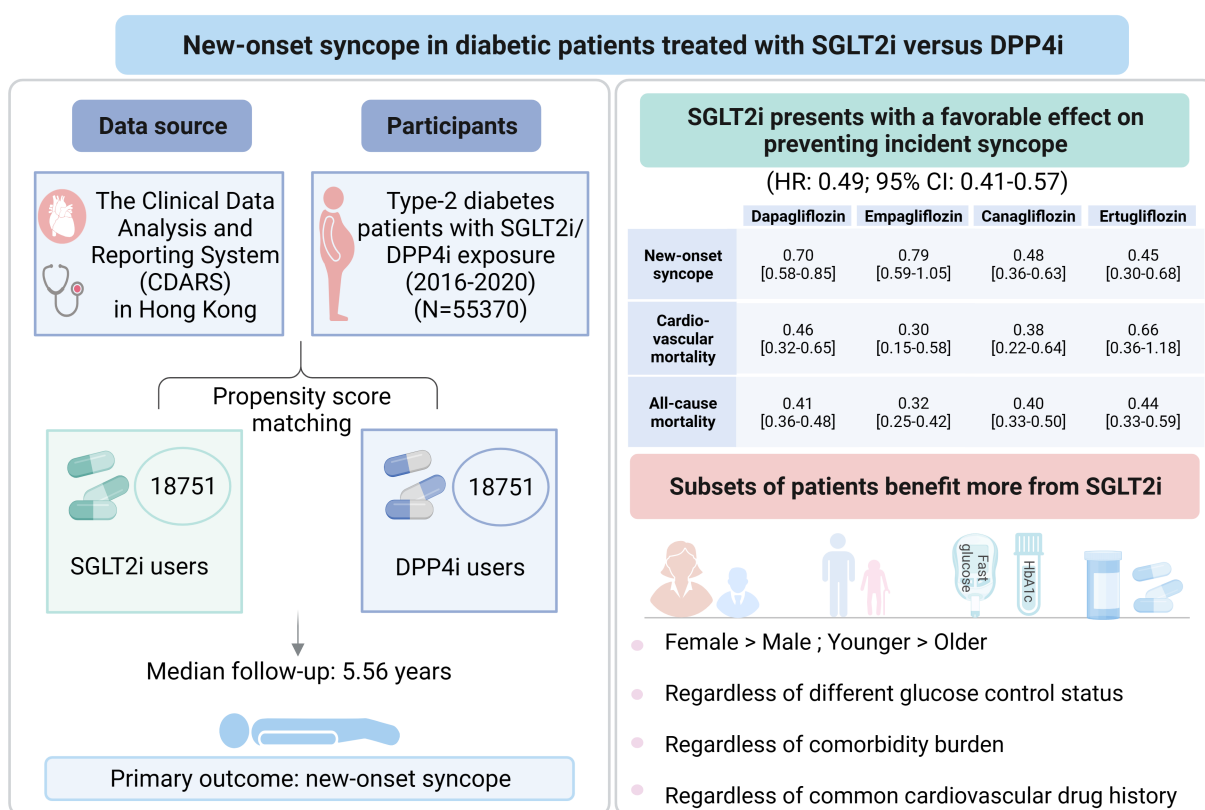 New-onset syncope in diabetic patients treated with SGLT2i versus DPP4i
Data source
The Clinical Data
Analysis and
Reporting System
(CDARS)
in Hong Kong
Participants
Type-2 diabetes
patients with SGLT2i/
DPP4i exposure
(2016-2020)
(N=55370)
Propensity score
matching
18751
SGLT2i users
18751
DPP4i users
Median follow-up: 5.56 years
Primary outcome: new-onset syncope
SGLT2i presents with a favorable effect on
preventing incident syncope
(HR: 0.49; 95% CI: 0.41-0.57)
Dapagliflozin Empagliflozin Canagliflozin Ertugliflozin
New-onset
syncope
0.70 0.79 0.48 0.45
[0.58-0.85] [0.59-1.05] [0.36-0.63] [0.30-0.68]
Cardio-
vascular
mortality
0.46 0.30 0.38 0.66
[0.32-0.65] [0.15-0.58] [0.22-0.64] [0.36-1.18]
All-cause
mortality
0.41 0.32 0.40 0.44
[0.36-0.48] [0.25-0.42] [0.33-0.50] [0.33-0.59]
Subsets of patients benefit more from SGLT2i
Fast
glucose
HbA1c
Female > Male ; Younger > Older
Regardless of different glucose control status
Regardless of comorbidity burden
Regardless of common cardiovascular drug history